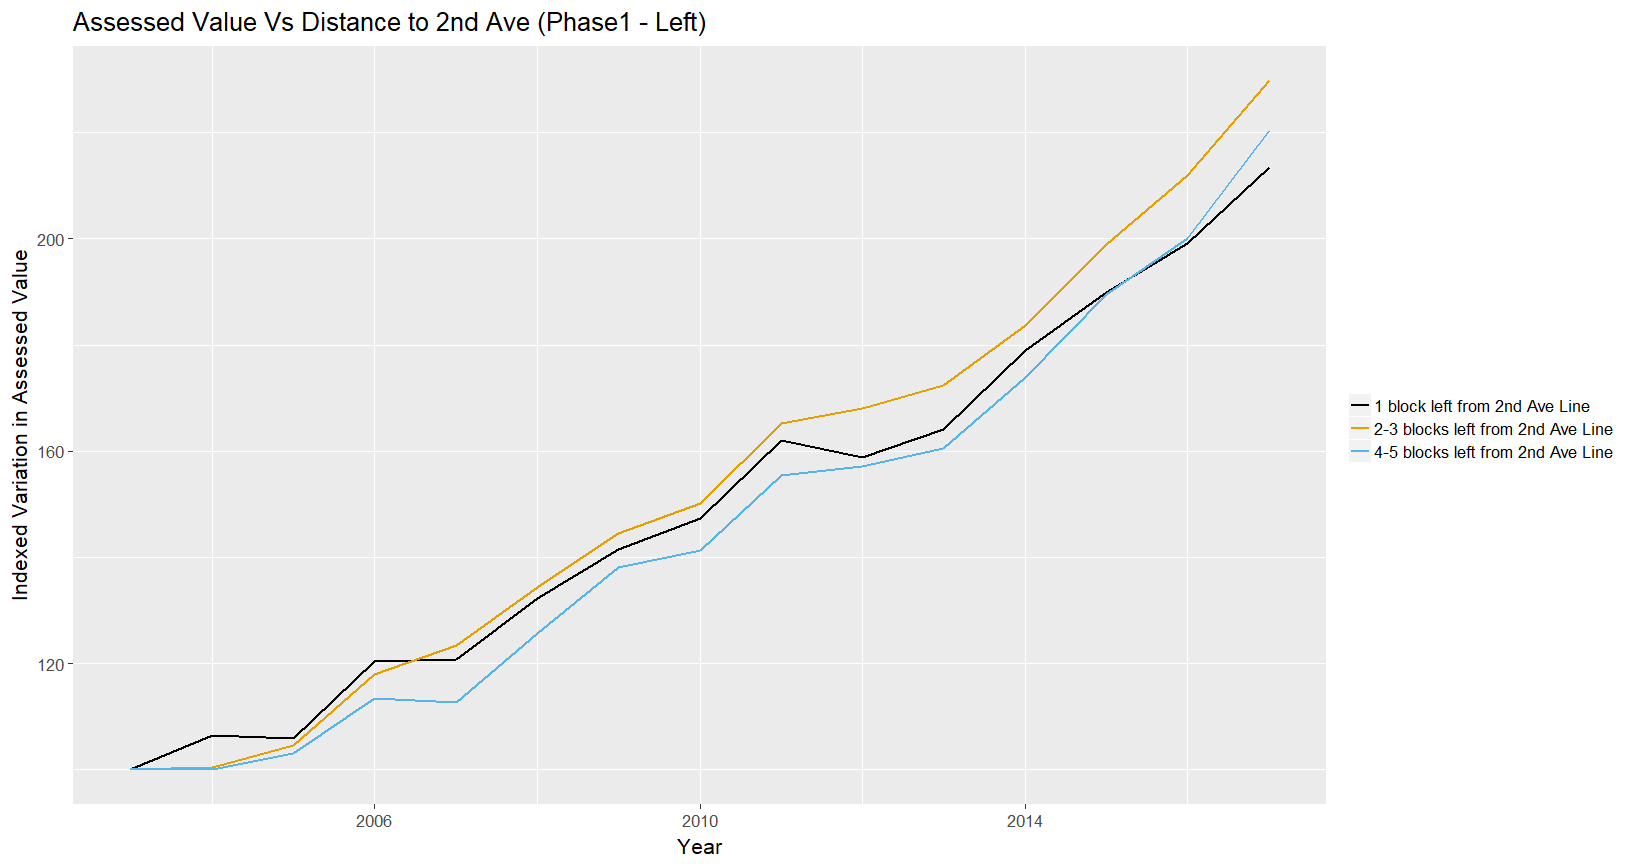 Assessed Value Vs Distance to 2nd Ave (Phase1 - Left)
Indexed Variation in Assessed Value
200
160
120
2006
2010
2014
Year
1 block left from 2nd Ave Line
2-3 blocks left from 2nd Ave Line
4-5 blocks left from 2nd Ave Line